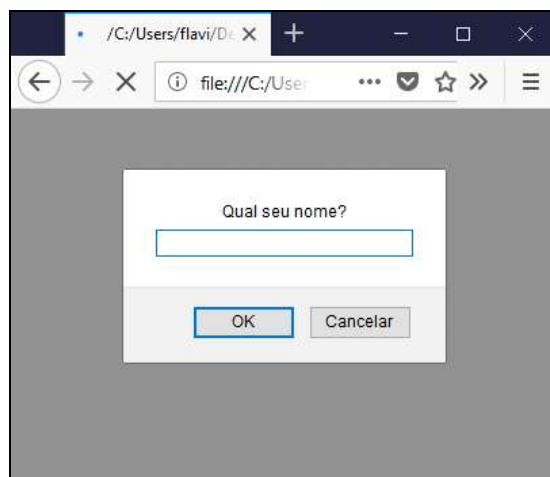 /C:/Users/flavi/De
file:///C:/User
Qual seu nome?
OK Cancelar